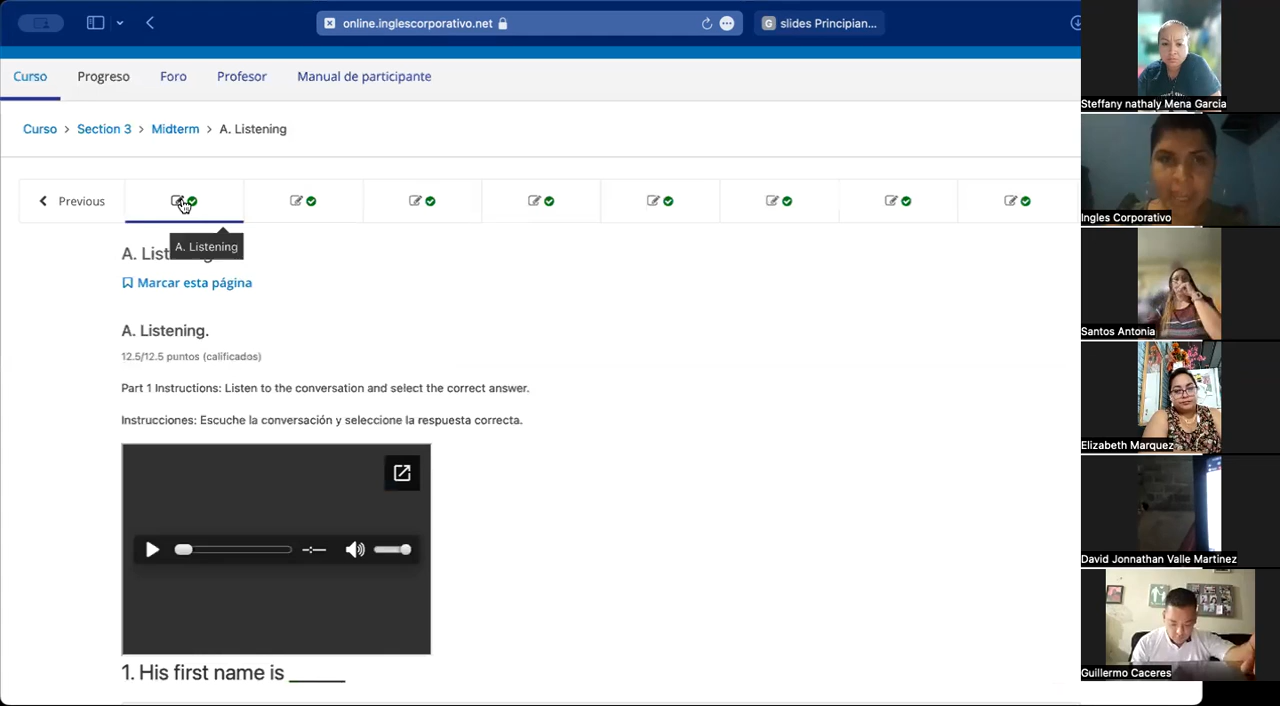 online.inglescorporativo.net
G slides Principian...
Curso Progreso Foro Profesor Manual de participante
Curso > Section 3 > Midterm > A. Listening
Previous
A. Listening
A. List
Marcar esta página
A. Listening.
12.5/12.5 puntos (calificados)
Part 1 Instructions: Listen to the conversation and select the correct answer.
Instrucciones: Escuche la conversación y seleccione la respuesta correcta.
-:--
1. His first name is ______
Steffany nathaly Mena Garcia
Ingles Corporativo
Santos Antonia
Elizabeth Marquez
David Jonnathan Valle Martinez
Guillermo Caceres